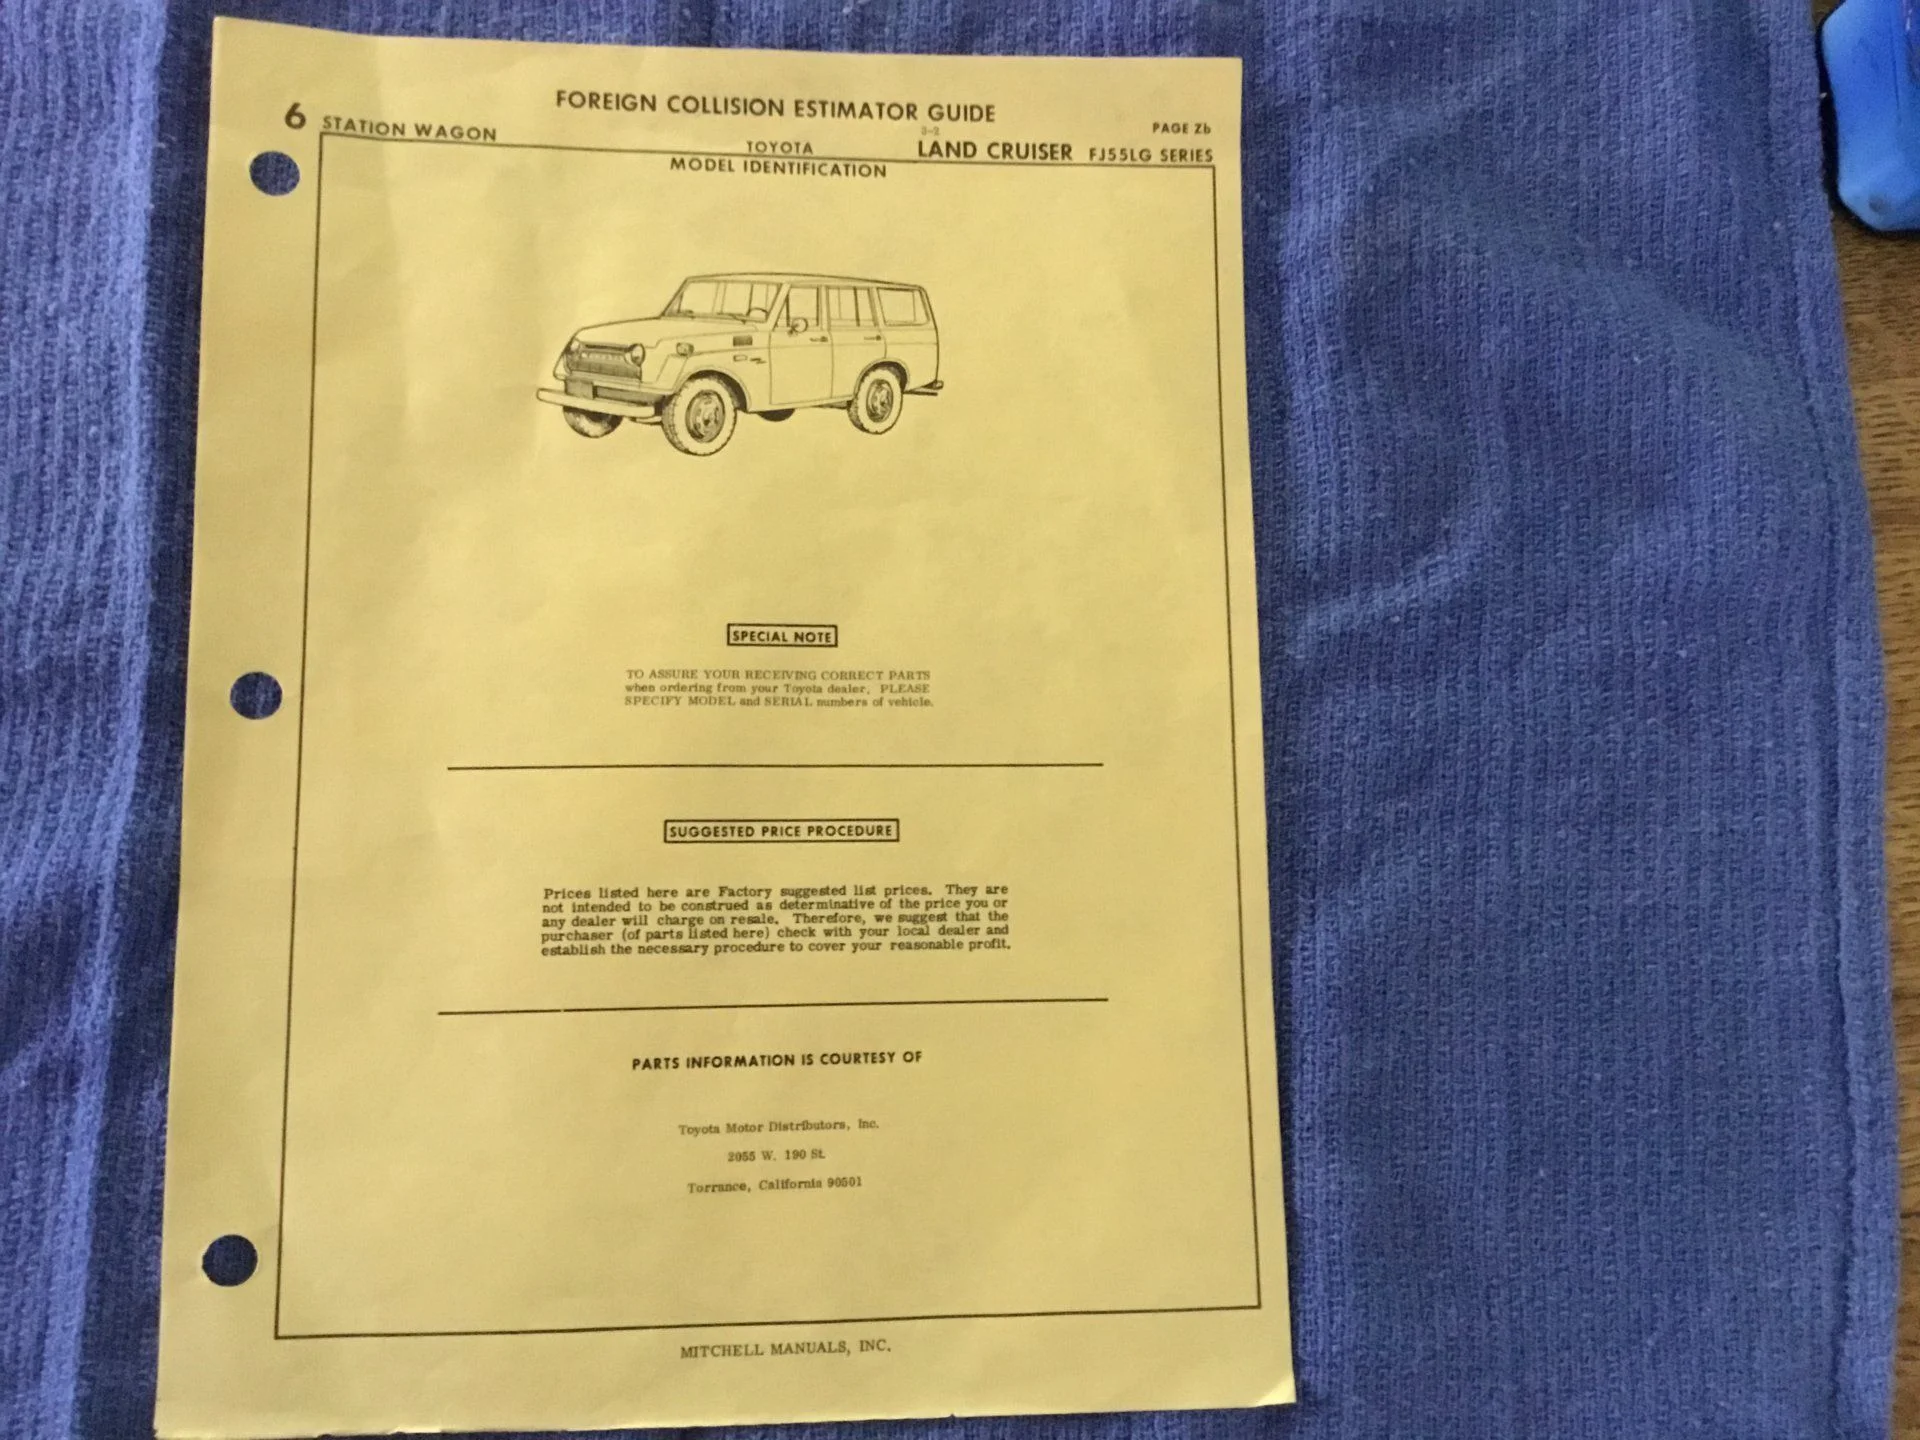 FOREIGN COLLISION ESTIMATOR GUIDE
6 STATION WAGON
3-2
PAGE Zb
TOYOTA
LAND CRUISER FJ55LG SERIES
MODEL IDENTIFICATION
SPECIAL NOTE
TO ASSURE YOUR RECEIVING CORRECT PARTS
when ordering from your Toyota dealer, PLEASE
SPECIFY MODEL and SERIAL numbers of vehicle.
SUGGESTED PRICE PROCEDURE
Prices listed here are Factory suggested list prices. They are
not intended to be construed as determinative of the price you or
any dealer will charge on resale. Therefore, we suggest that the
purchaser (of parts listed here) check with your local dealer and
establish the necessary procedure to cover your reasonable profit.
PARTS INFORMATION IS COURTESY OF
Toyota Motor Distributors, Inc.
2055 W. 190 St.
Torrance, California 90501
MITCHELL MANUALS, INC.